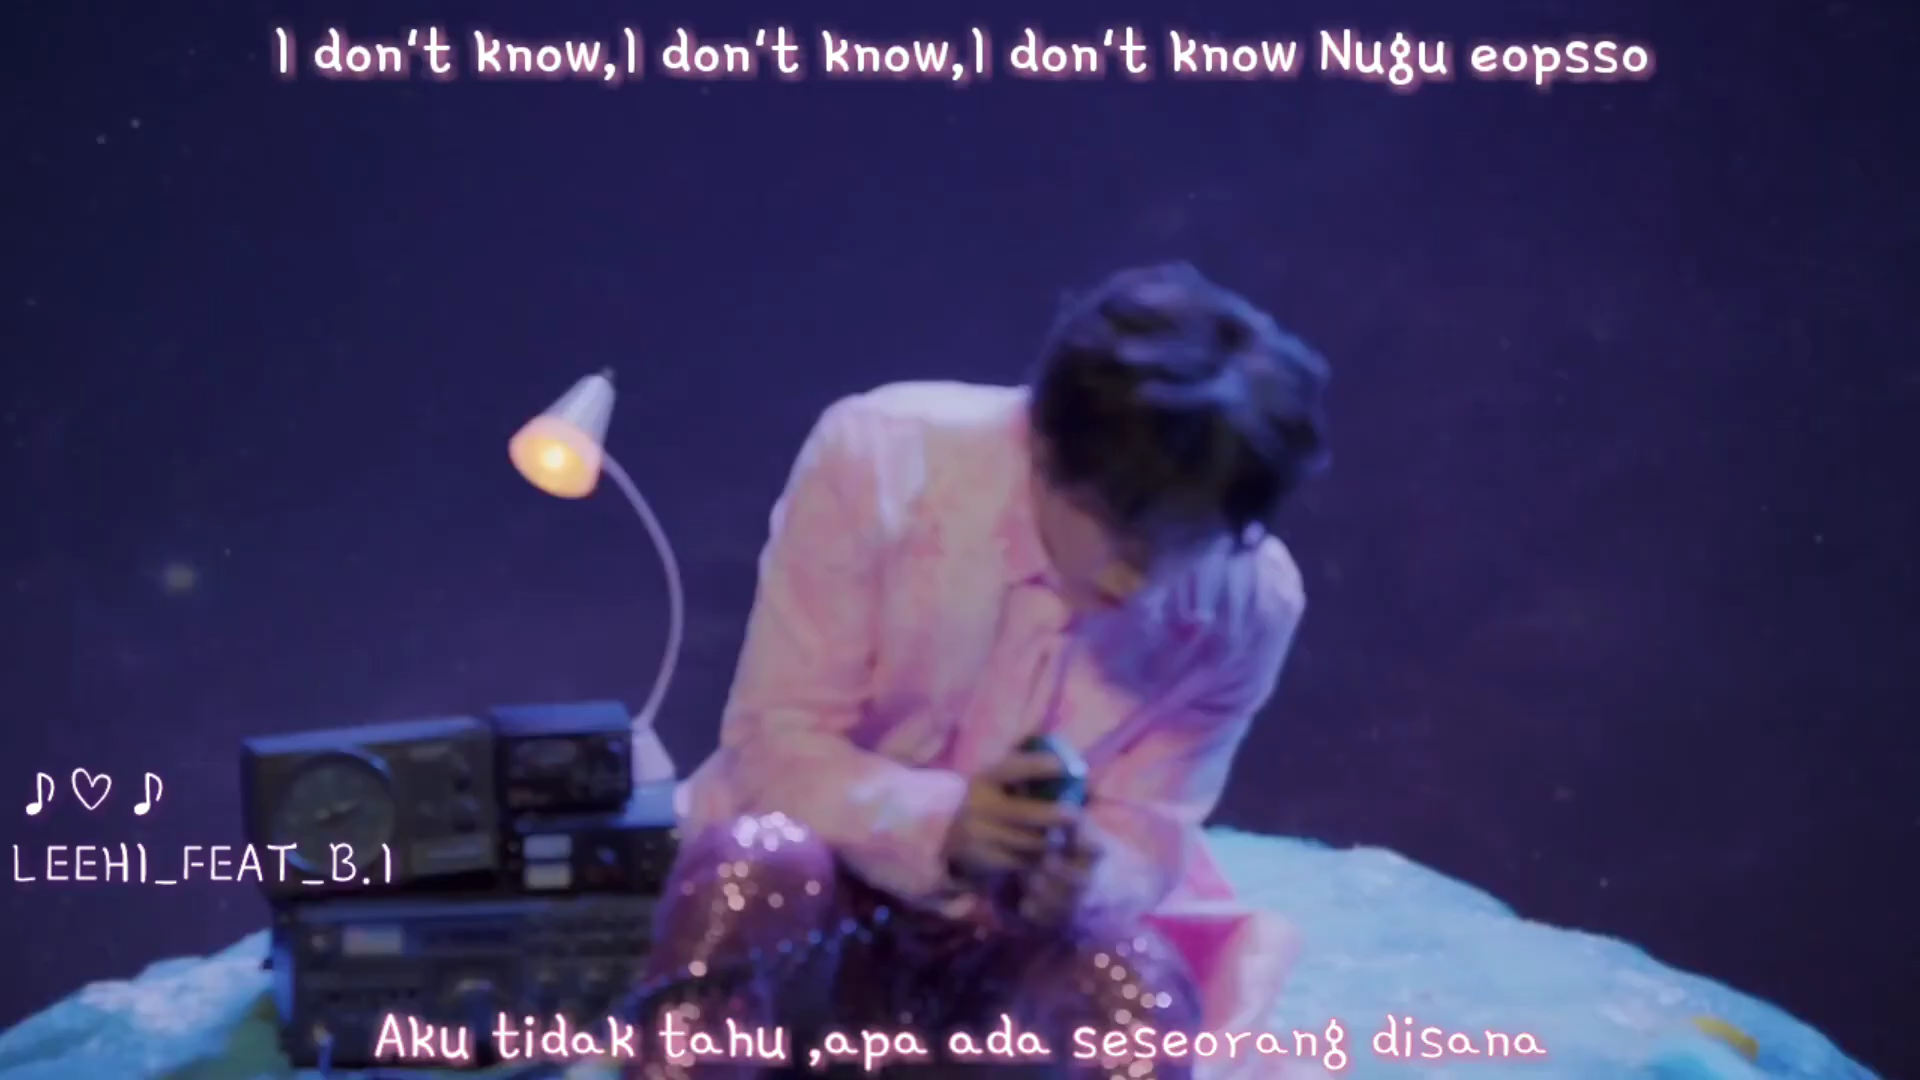 I don't know,I don't know,I don't know Nugu eopsso
♪♡ ♪
LEEHI_FEAT_B.I
Aku tidak tahu ,apa ada seseorang disana